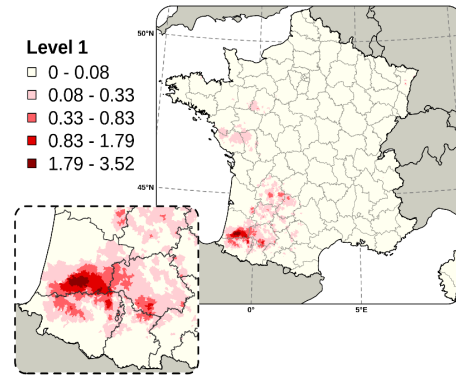 50°N
Level 1
0 - 0.08
0.08 - 0.33
0.33 - 0.83
0.83 - 1.79
1.79 - 3.52
45°N
0°
5°E